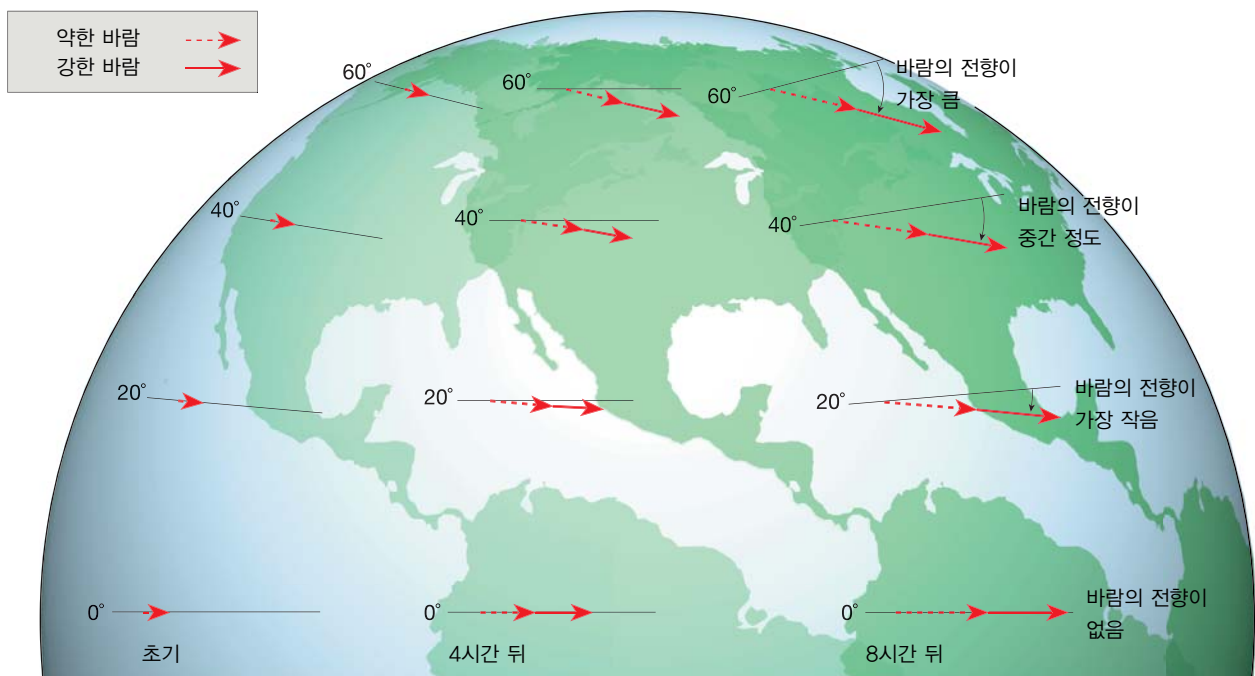 약한 바람
강한 바람
60°
60°
60°
바람의 전향이
가장 큼
40°
40°
40°
바람의 전향이
중간 정도
20°
20°
20°
바람의 전향이
가장 작음
0°
0°
0°
바람의 전향이
없음
초기
4시간 뒤
8시간 뒤